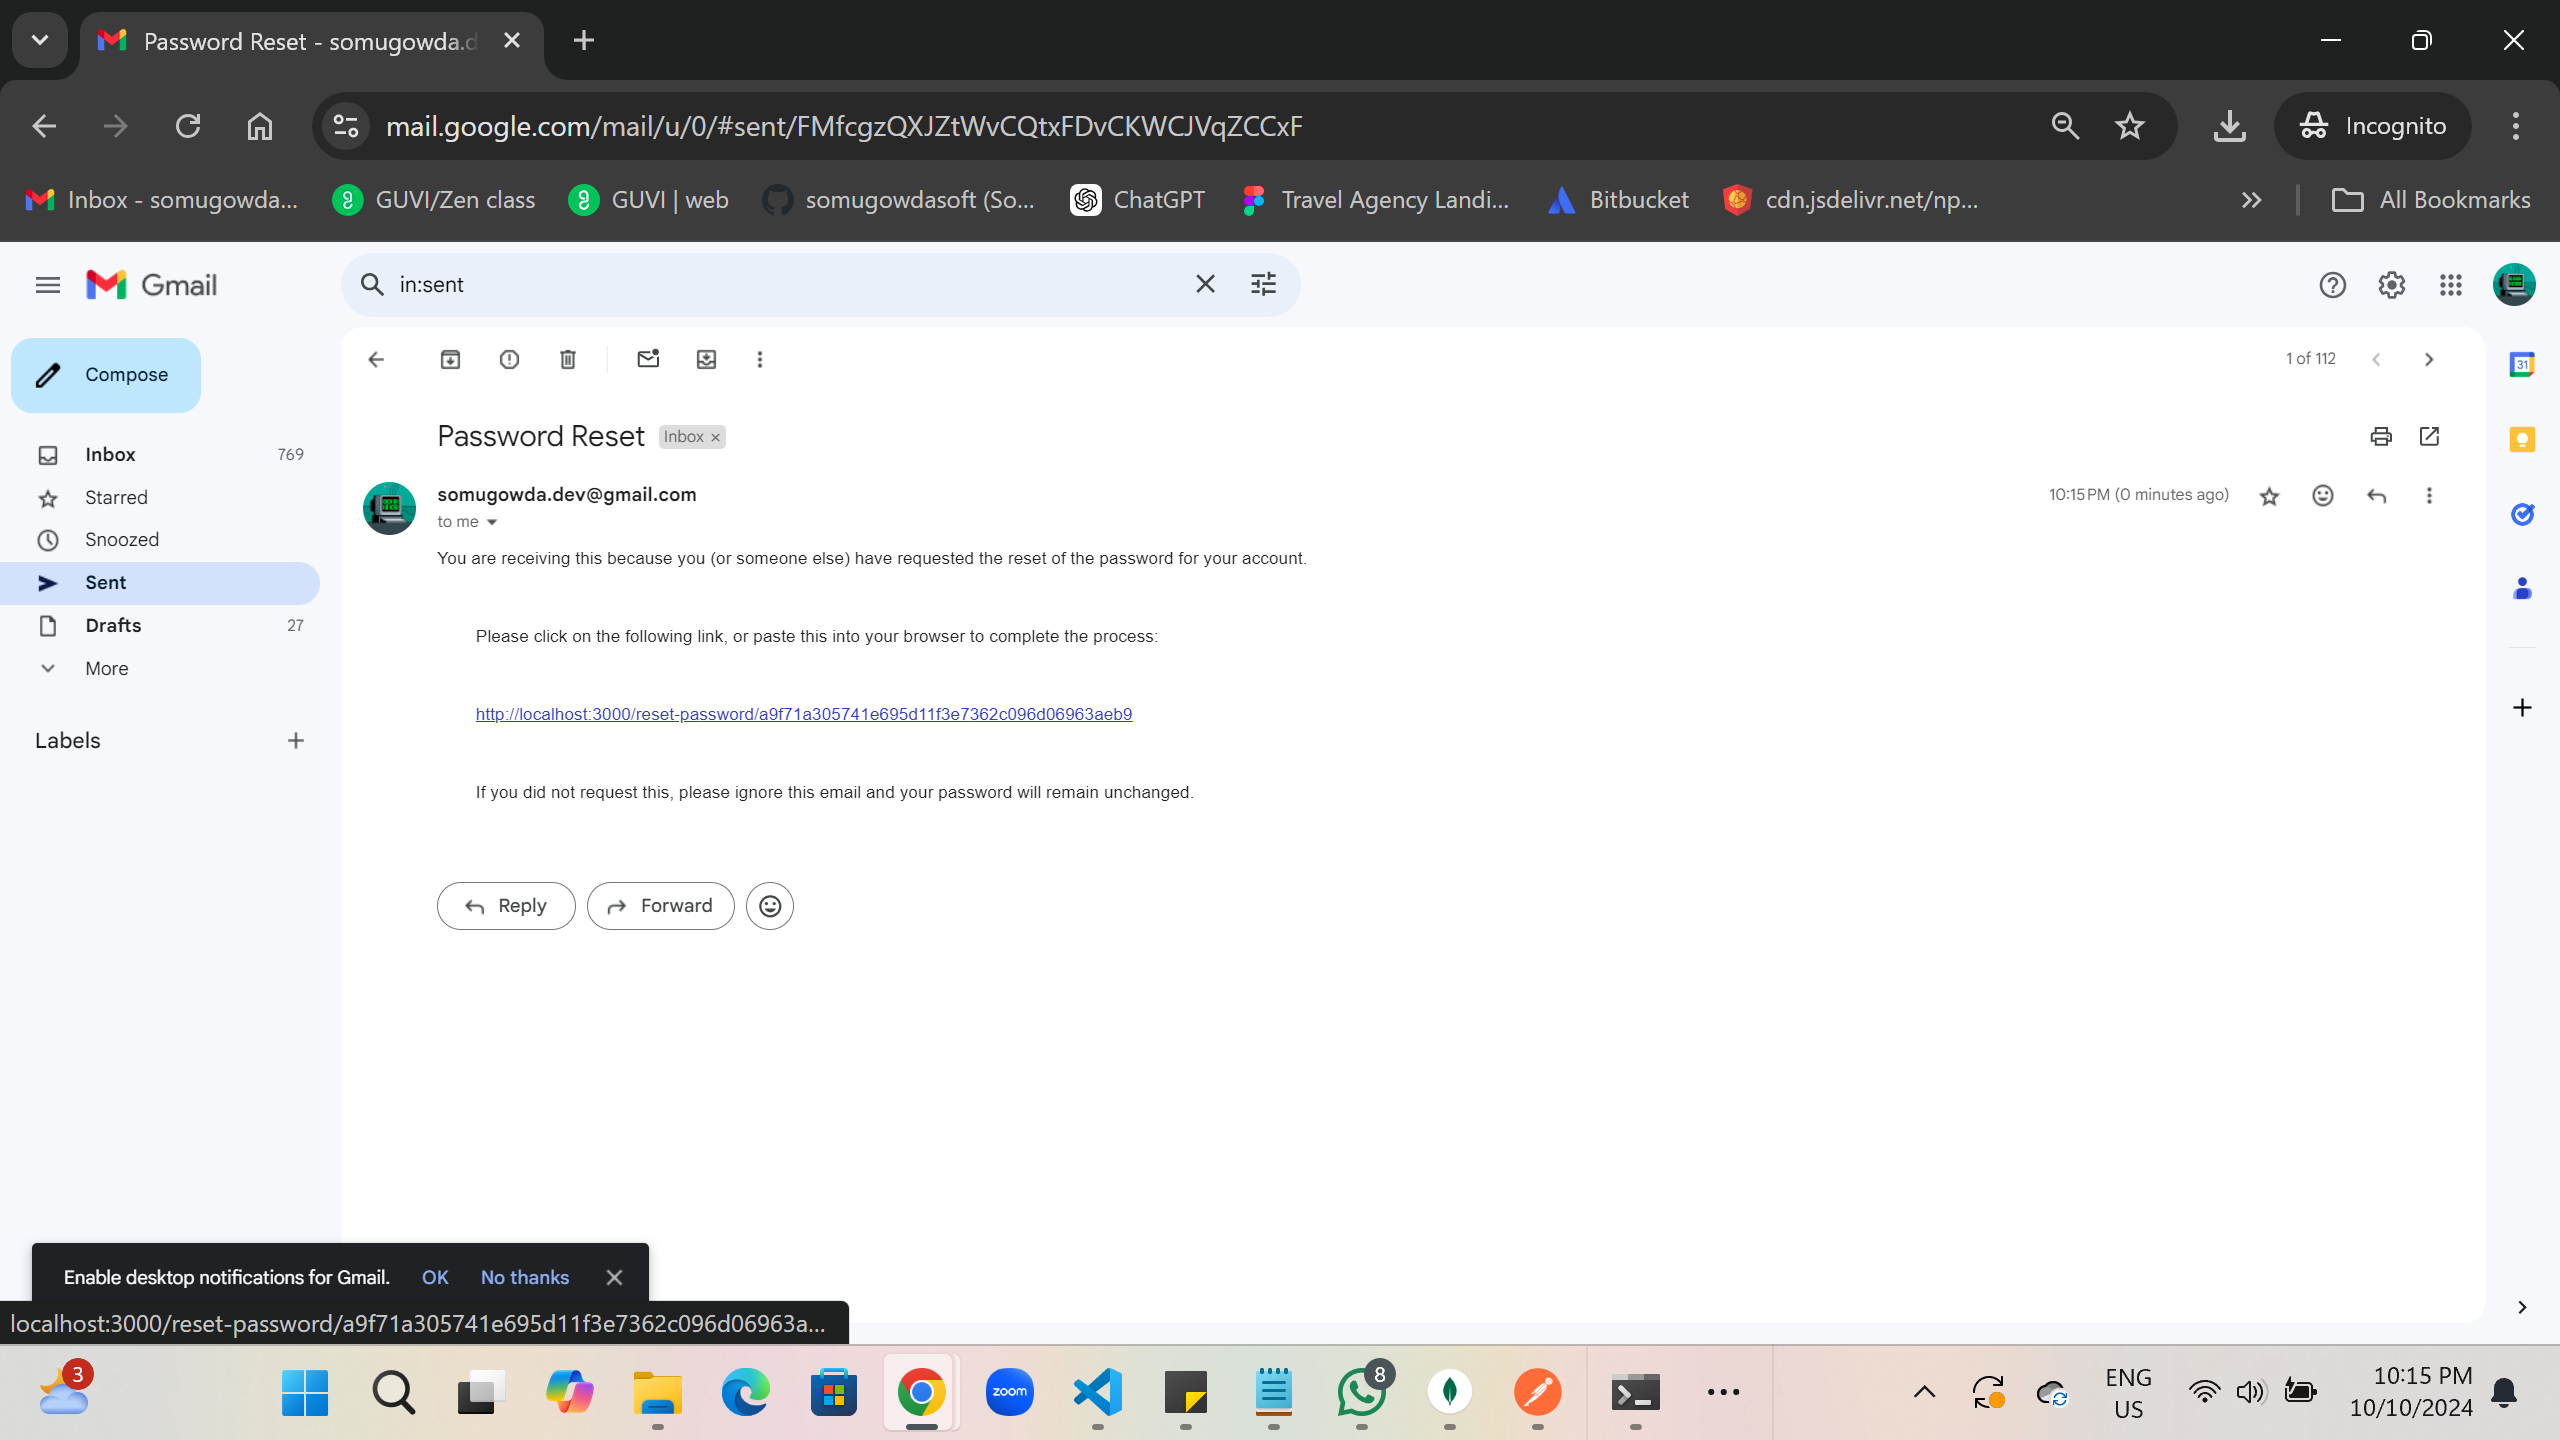 Password Reset - somugowda.d
mail.google.com/mail/u/0/#sent/FMfcgzQXJZtWvCQtxFDvCKWCJVqZCCxF
Incognito
Inbox - somugowda...
GUVI/Zen class
GUVI | web
somugowdasoft (So...
ChatGPT
Travel Agency Landi...
Bitbucket
cdn.jsdelivr.net/np...
All Bookmarks
Gmail
in:sent
Compose
1 of 112
Password Reset
Inbox ×
Inbox 769
Starred
Snoozed
Sent
Drafts 27
More
Labels
somugowda.dev@gmail.com
10:15 PM (0 minutes ago)
to me
You are receiving this because you (or someone else) have requested the reset of the password for your account.
Please click on the following link, or paste this into your browser to complete the process:
http://localhost:3000/reset-password/a9f71a305741e695d11f3e7362c096d06963aeb9
If you did not request this, please ignore this email and your password will remain unchanged.
Reply
Forward
31
Enable desktop notifications for Gmail. OK No thanks
localhost:3000/reset-password/a9f71a305741e695d11f3e7362c096d06963a...
3
zoom
8
ENG
US
10:15 PM
10/10/2024